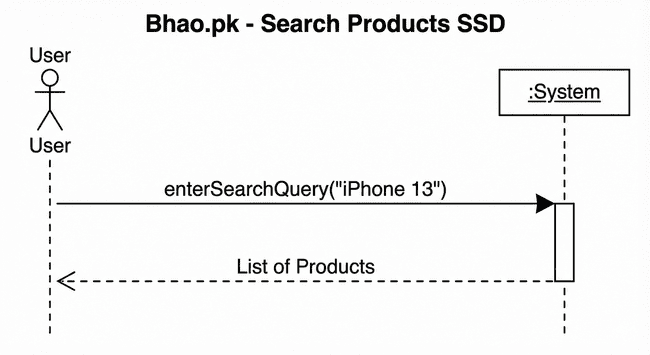 Bhao.pk - Search Products SSD
User
:System
User
enterSearchQuery("iPhone 13")
List of Products